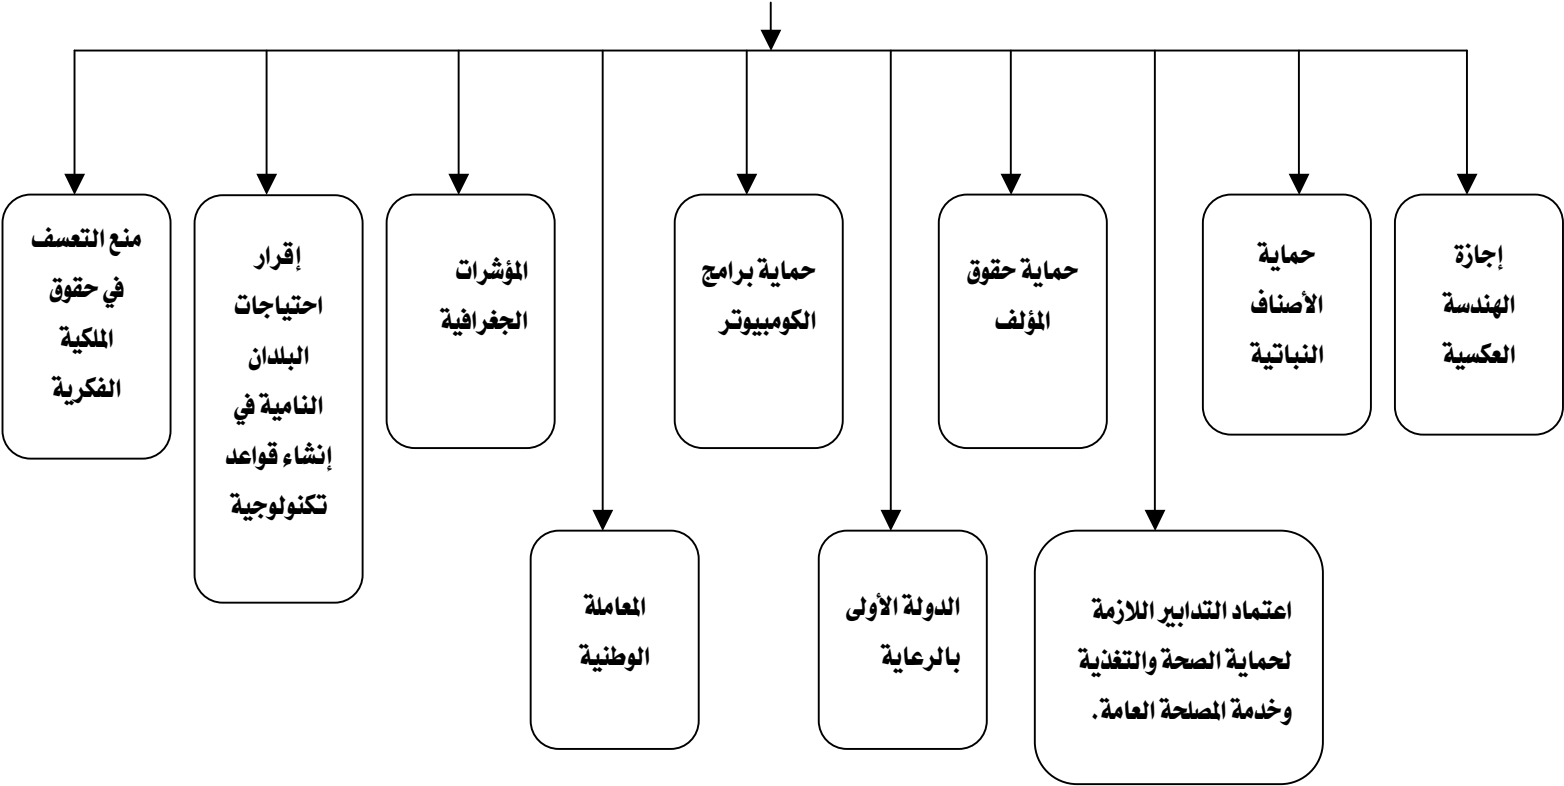 إجازة
الهندسة
العكسية
حماية
الأصناف
النباتية
حماية حقوق
المؤلف
حماية برامج
الكومبيوتر
المؤشرات
الجغرافية
إقرار
احتياجات
البلدان
النامية في
إنشاء قواعد
تكنولوجية
منع التعسف
في حقوق
الملكية
الفكرية
اعتماد التدابير اللازمة
لحماية الصحة والتغذية
وخدمة المصلحة العامة.
الدولة الأولى
بالرعاية
المعاملة
الوطنية